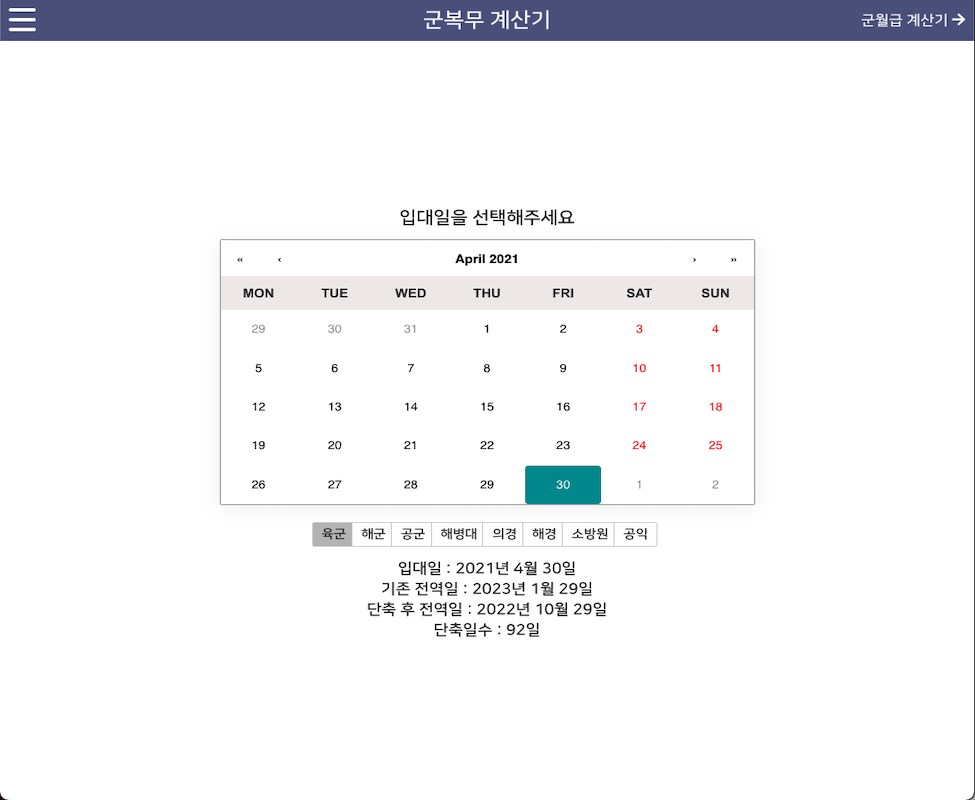 군복무 계산기 군월급 계산기 →
입대일을 선택해주세요
« ‹ April 2021 › »
MON TUE WED THU FRI SAT SUN
29 30 31 1 2 3 4
5 6 7 8 9 10 11
12 13 14 15 16 17 18
19 20 21 22 23 24 25
26 27 28 29 30 1 2
육군 해군 공군 해병대 의경 해경 소방원 공익
입대일 : 2021년 4월 30일
기존 전역일 : 2023년 1월 29일
단축 후 전역일 : 2022년 10월 29일
단축일수 : 92일